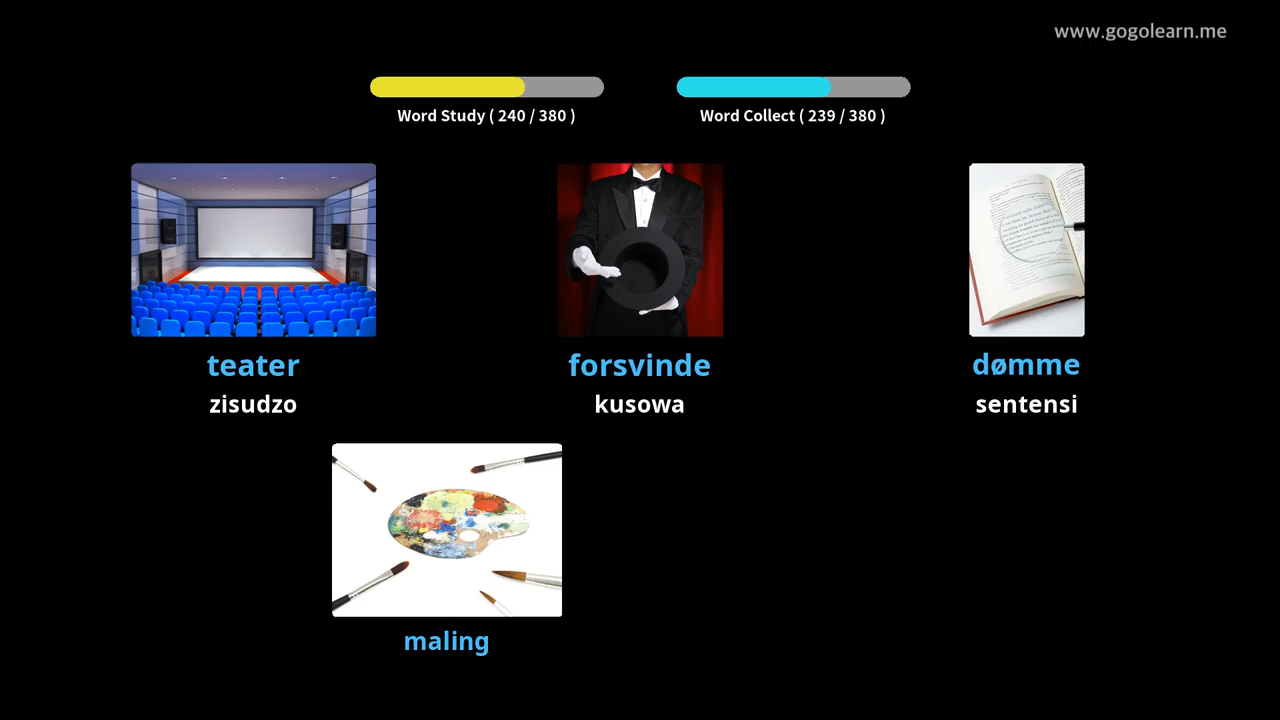 www.gogolearn.me
Word Study ( 240 / 380 )
Word Collect ( 239 / 380 )
teater
zisudzo
forsvinde
kusowa
dømme
sentensi
maling